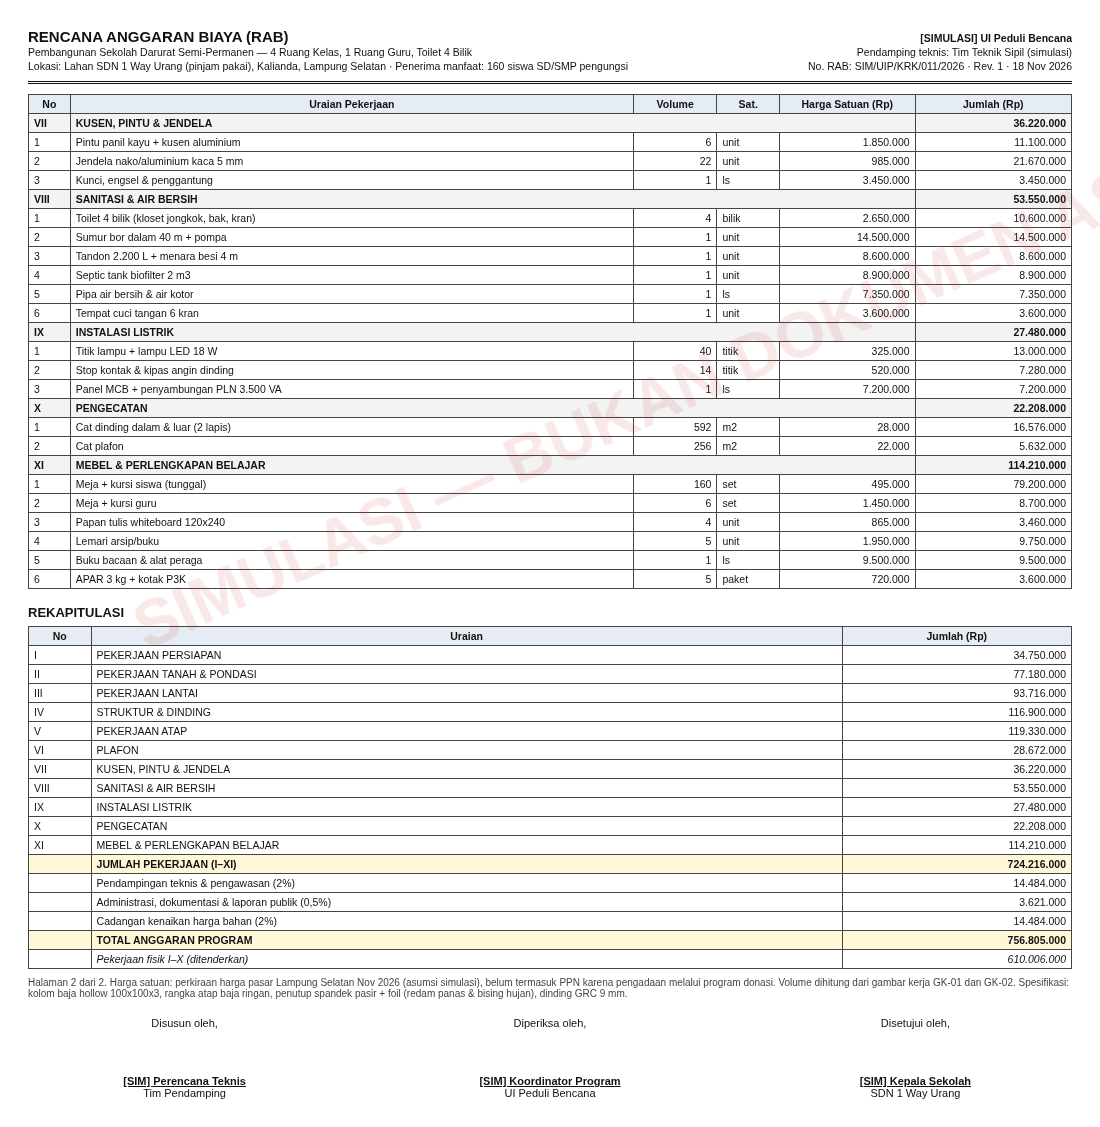 RENCANA ANGGARAN BIAYA (RAB)
[SIMULASI] UI Peduli Bencana
Pembangunan Sekolah Darurat Semi-Permanen — 4 Ruang Kelas, 1 Ruang Guru, Toilet 4 Bilik
Pendamping teknis: Tim Teknik Sipil (simulasi)
Lokasi: Lahan SDN 1 Way Urang (pinjam pakai), Kalianda, Lampung Selatan · Penerima manfaat: 160 siswa SD/SMP pengungsi
No. RAB: SIM/UIP/KRK/011/2026 · Rev. 1 · 18 Nov 2026
No Uraian Pekerjaan Volume Sat. Harga Satuan (Rp) Jumlah (Rp)
VII KUSEN, PINTU & JENDELA 36.220.000
1 Pintu panil kayu + kusen aluminium 6 unit 1.850.000 11.100.000
2 Jendela nako/aluminium kaca 5 mm 22 unit 985.000 21.670.000
3 Kunci, engsel & penggantung 1 ls 3.450.000 3.450.000
VIII SANITASI & AIR BERSIH 53.550.000
1 Toilet 4 bilik (kloset jongkok, bak, kran) 4 bilik 2.650.000 10.600.000
2 Sumur bor dalam 40 m + pompa 1 unit 14.500.000 14.500.000
3 Tandon 2.200 L + menara besi 4 m 1 unit 8.600.000 8.600.000
4 Septic tank biofilter 2 m3 1 unit 8.900.000 8.900.000
5 Pipa air bersih & air kotor 1 ls 7.350.000 7.350.000
6 Tempat cuci tangan 6 kran 1 unit 3.600.000 3.600.000
IX INSTALASI LISTRIK 27.480.000
1 Titik lampu + lampu LED 18 W 40 titik 325.000 13.000.000
2 Stop kontak & kipas angin dinding 14 titik 520.000 7.280.000
3 Panel MCB + penyambungan PLN 3.500 VA 1 ls 7.200.000 7.200.000
X PENGECATAN 22.208.000
1 Cat dinding dalam & luar (2 lapis) 592 m2 28.000 16.576.000
2 Cat plafon 256 m2 22.000 5.632.000
XI MEBEL & PERLENGKAPAN BELAJAR 114.210.000
1 Meja + kursi siswa (tunggal) 160 set 495.000 79.200.000
2 Meja + kursi guru 6 set 1.450.000 8.700.000
3 Papan tulis whiteboard 120x240 4 unit 865.000 3.460.000
4 Lemari arsip/buku 5 unit 1.950.000 9.750.000
5 Buku bacaan & alat peraga 1 ls 9.500.000 9.500.000
6 APAR 3 kg + kotak P3K 5 paket 720.000 3.600.000
SIMULASI — BUKAN DOKUMEN AS
REKAPITULASI
No Uraian Jumlah (Rp)
I PEKERJAAN PERSIAPAN 34.750.000
II PEKERJAAN TANAH & PONDASI 77.180.000
III PEKERJAAN LANTAI 93.716.000
IV STRUKTUR & DINDING 116.900.000
V PEKERJAAN ATAP 119.330.000
VI PLAFON 28.672.000
VII KUSEN, PINTU & JENDELA 36.220.000
VIII SANITASI & AIR BERSIH 53.550.000
IX INSTALASI LISTRIK 27.480.000
X PENGECATAN 22.208.000
XI MEBEL & PERLENGKAPAN BELAJAR 114.210.000
JUMLAH PEKERJAAN (I–XI) 724.216.000
Pendampingan teknis & pengawasan (2%) 14.484.000
Administrasi, dokumentasi & laporan publik (0,5%) 3.621.000
Cadangan kenaikan harga bahan (2%) 14.484.000
TOTAL ANGGARAN PROGRAM 756.805.000
Pekerjaan fisik I–X (ditenderkan) 610.006.000
Halaman 2 dari 2. Harga satuan: perkiraan harga pasar Lampung Selatan Nov 2026 (asumsi simulasi), belum termasuk PPN karena pengadaan melalui program donasi. Volume dihitung dari gambar kerja GK-01 dan GK-02. Spesifikasi:
kolom baja hollow 100x100x3, rangka atap baja ringan, penutup spandek pasir + foil (redam panas & bising hujan), dinding GRC 9 mm.
Disusun oleh, Diperiksa oleh, Disetujui oleh,
[SIM] Perencana Teknis [SIM] Koordinator Program [SIM] Kepala Sekolah
Tim Pendamping UI Peduli Bencana SDN 1 Way Urang